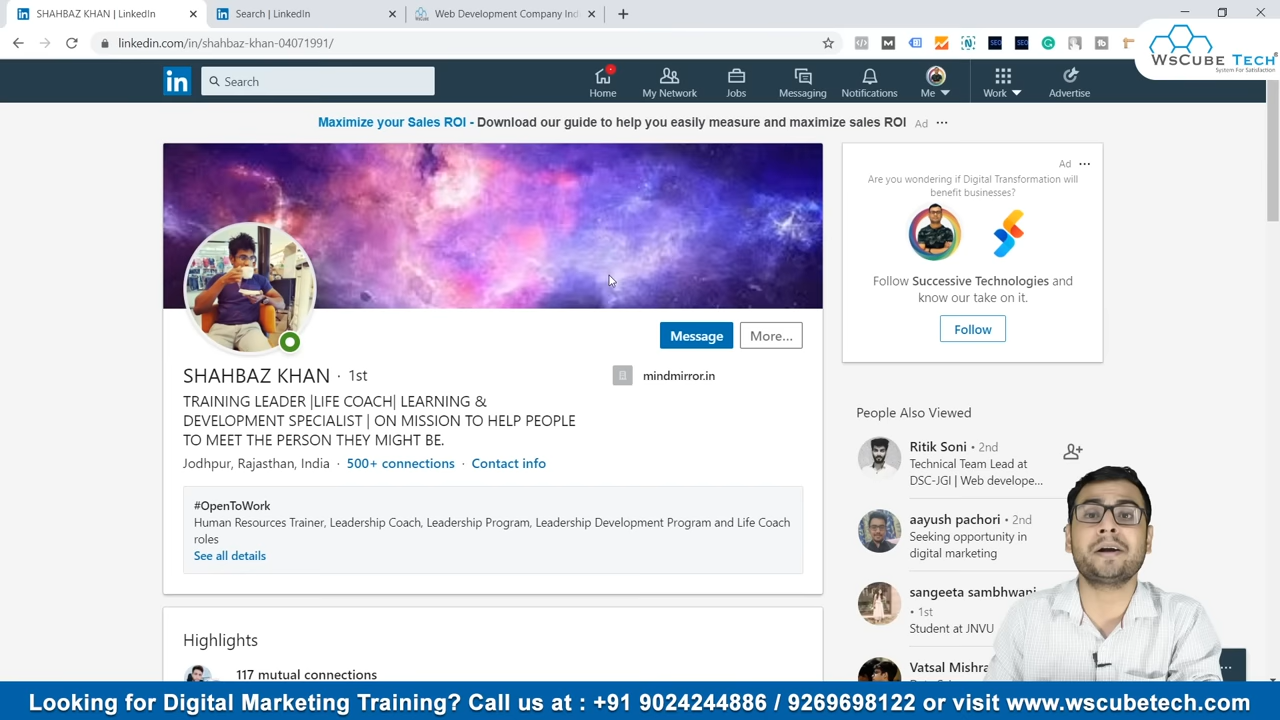 SHAHBAZ KHAN | LinkedIn
Search | LinkedIn
Web Development Company Ind
linkedin.com/in/shahbaz-khan-04071991/
WsCube Tech
System For Satisfaction
in
Search
Home
My Network
Jobs
Messaging
Notifications
Me
Work
Advertise
Maximize your Sales ROI - Download our guide to help you easily measure and maximize sales ROI Ad ···
Ad ···
Are you wondering if Digital Transformation will
benefit businesses?
Follow Successive Technologies and
know our take on it.
Follow
Message
More...
SHAHBAZ KHAN · 1st
mindmirror.in
TRAINING LEADER |LIFE COACH| LEARNING &
DEVELOPMENT SPECIALIST | ON MISSION TO HELP PEOPLE
TO MEET THE PERSON THEY MIGHT BE.
Jodhpur, Rajasthan, India · 500+ connections · Contact info
#OpenToWork
Human Resources Trainer, Leadership Coach, Leadership Program, Leadership Development Program and Life Coach
roles
See all details
People Also Viewed
Ritik Soni • 2nd
Technical Team Lead at
DSC-JGI | Web develope...
aayush pachori • 2nd
Seeking opportunity in
digital marketing
sangeeta sambhwani
• 1st
Student at JNVU
Vatsal Mishra
Highlights
117 mutual connections
Looking for Digital Marketing Training? Call us at : +91 9024244886 / 9269698122 or visit www.wscubetech.com